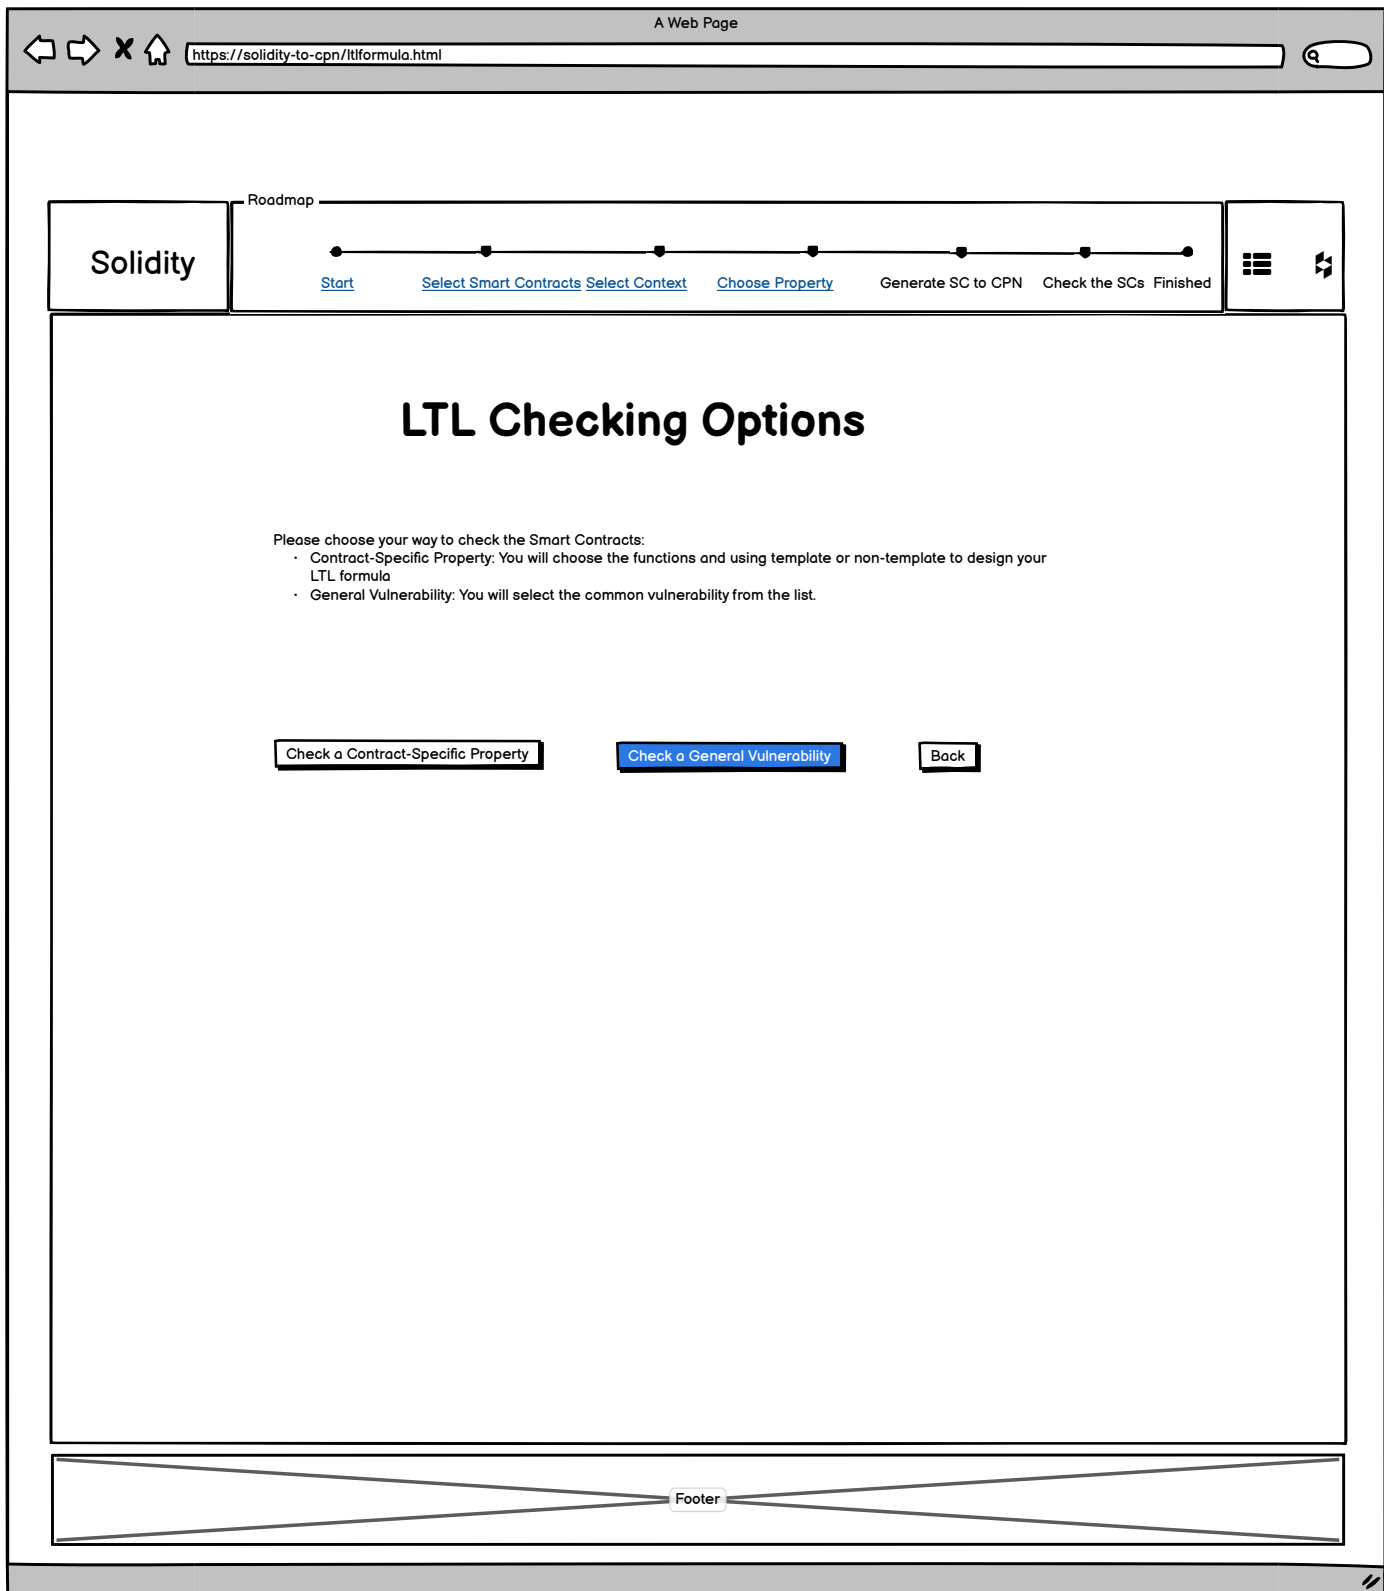 A Web Page
https://solidity-to-cpn/ltlformula.html
Roadmap
Solidity
Start Select Smart Contracts Select Context Choose Property Generate SC to CPN Check the SCs Finished
LTL Checking Options
Please choose your way to check the Smart Contracts:
· Contract-Specific Property: You will choose the functions and using template or non-template to design your
LTL formula
· General Vulnerability: You will select the common vulnerability from the list.
Check a Contract-Specific Property Check a General Vulnerability Back
Footer